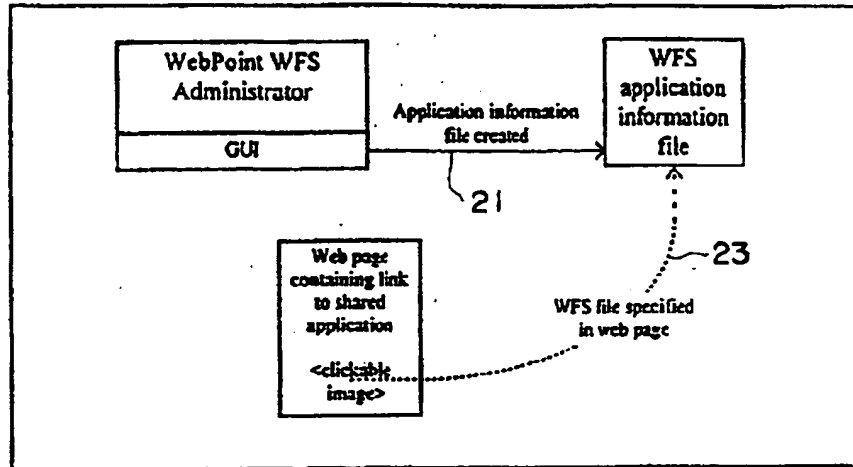 WebPoint WFS
Administrator
GUI
Application information
file created
21
WFS
application
information
file
23
Web page
containing link
to shared
application
<clickable
image>
WFS file specified
in web page